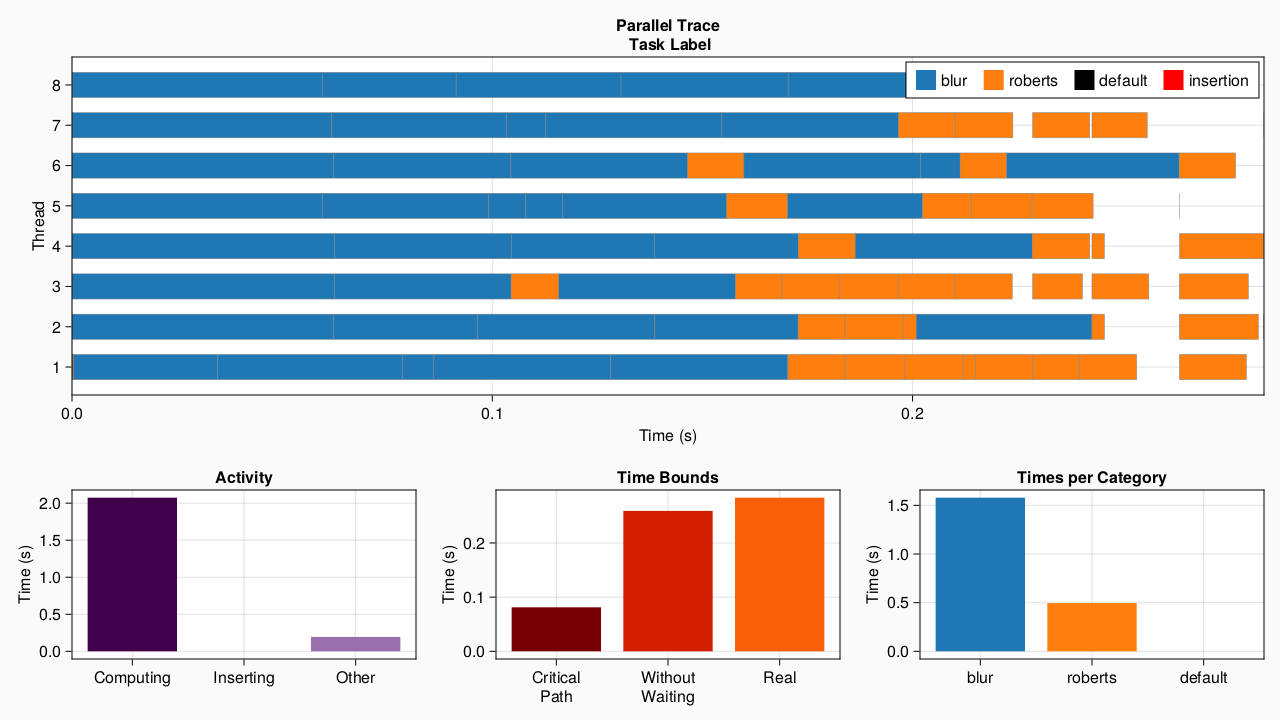 Parallel Trace
Task Label
blur roberts default insertion
Thread
8
7
6
5
4
3
2
1
0.0 0.1 0.2
Time (s)
Activity
Time (s)
2.0
1.5
1.0
0.5
0.0
Computing Inserting Other
Time Bounds
Time (s)
0.2
0.1
0.0
Critical Path
Without Waiting
Real
Times per Category
Time (s)
1.5
1.0
0.5
0.0
blur roberts default